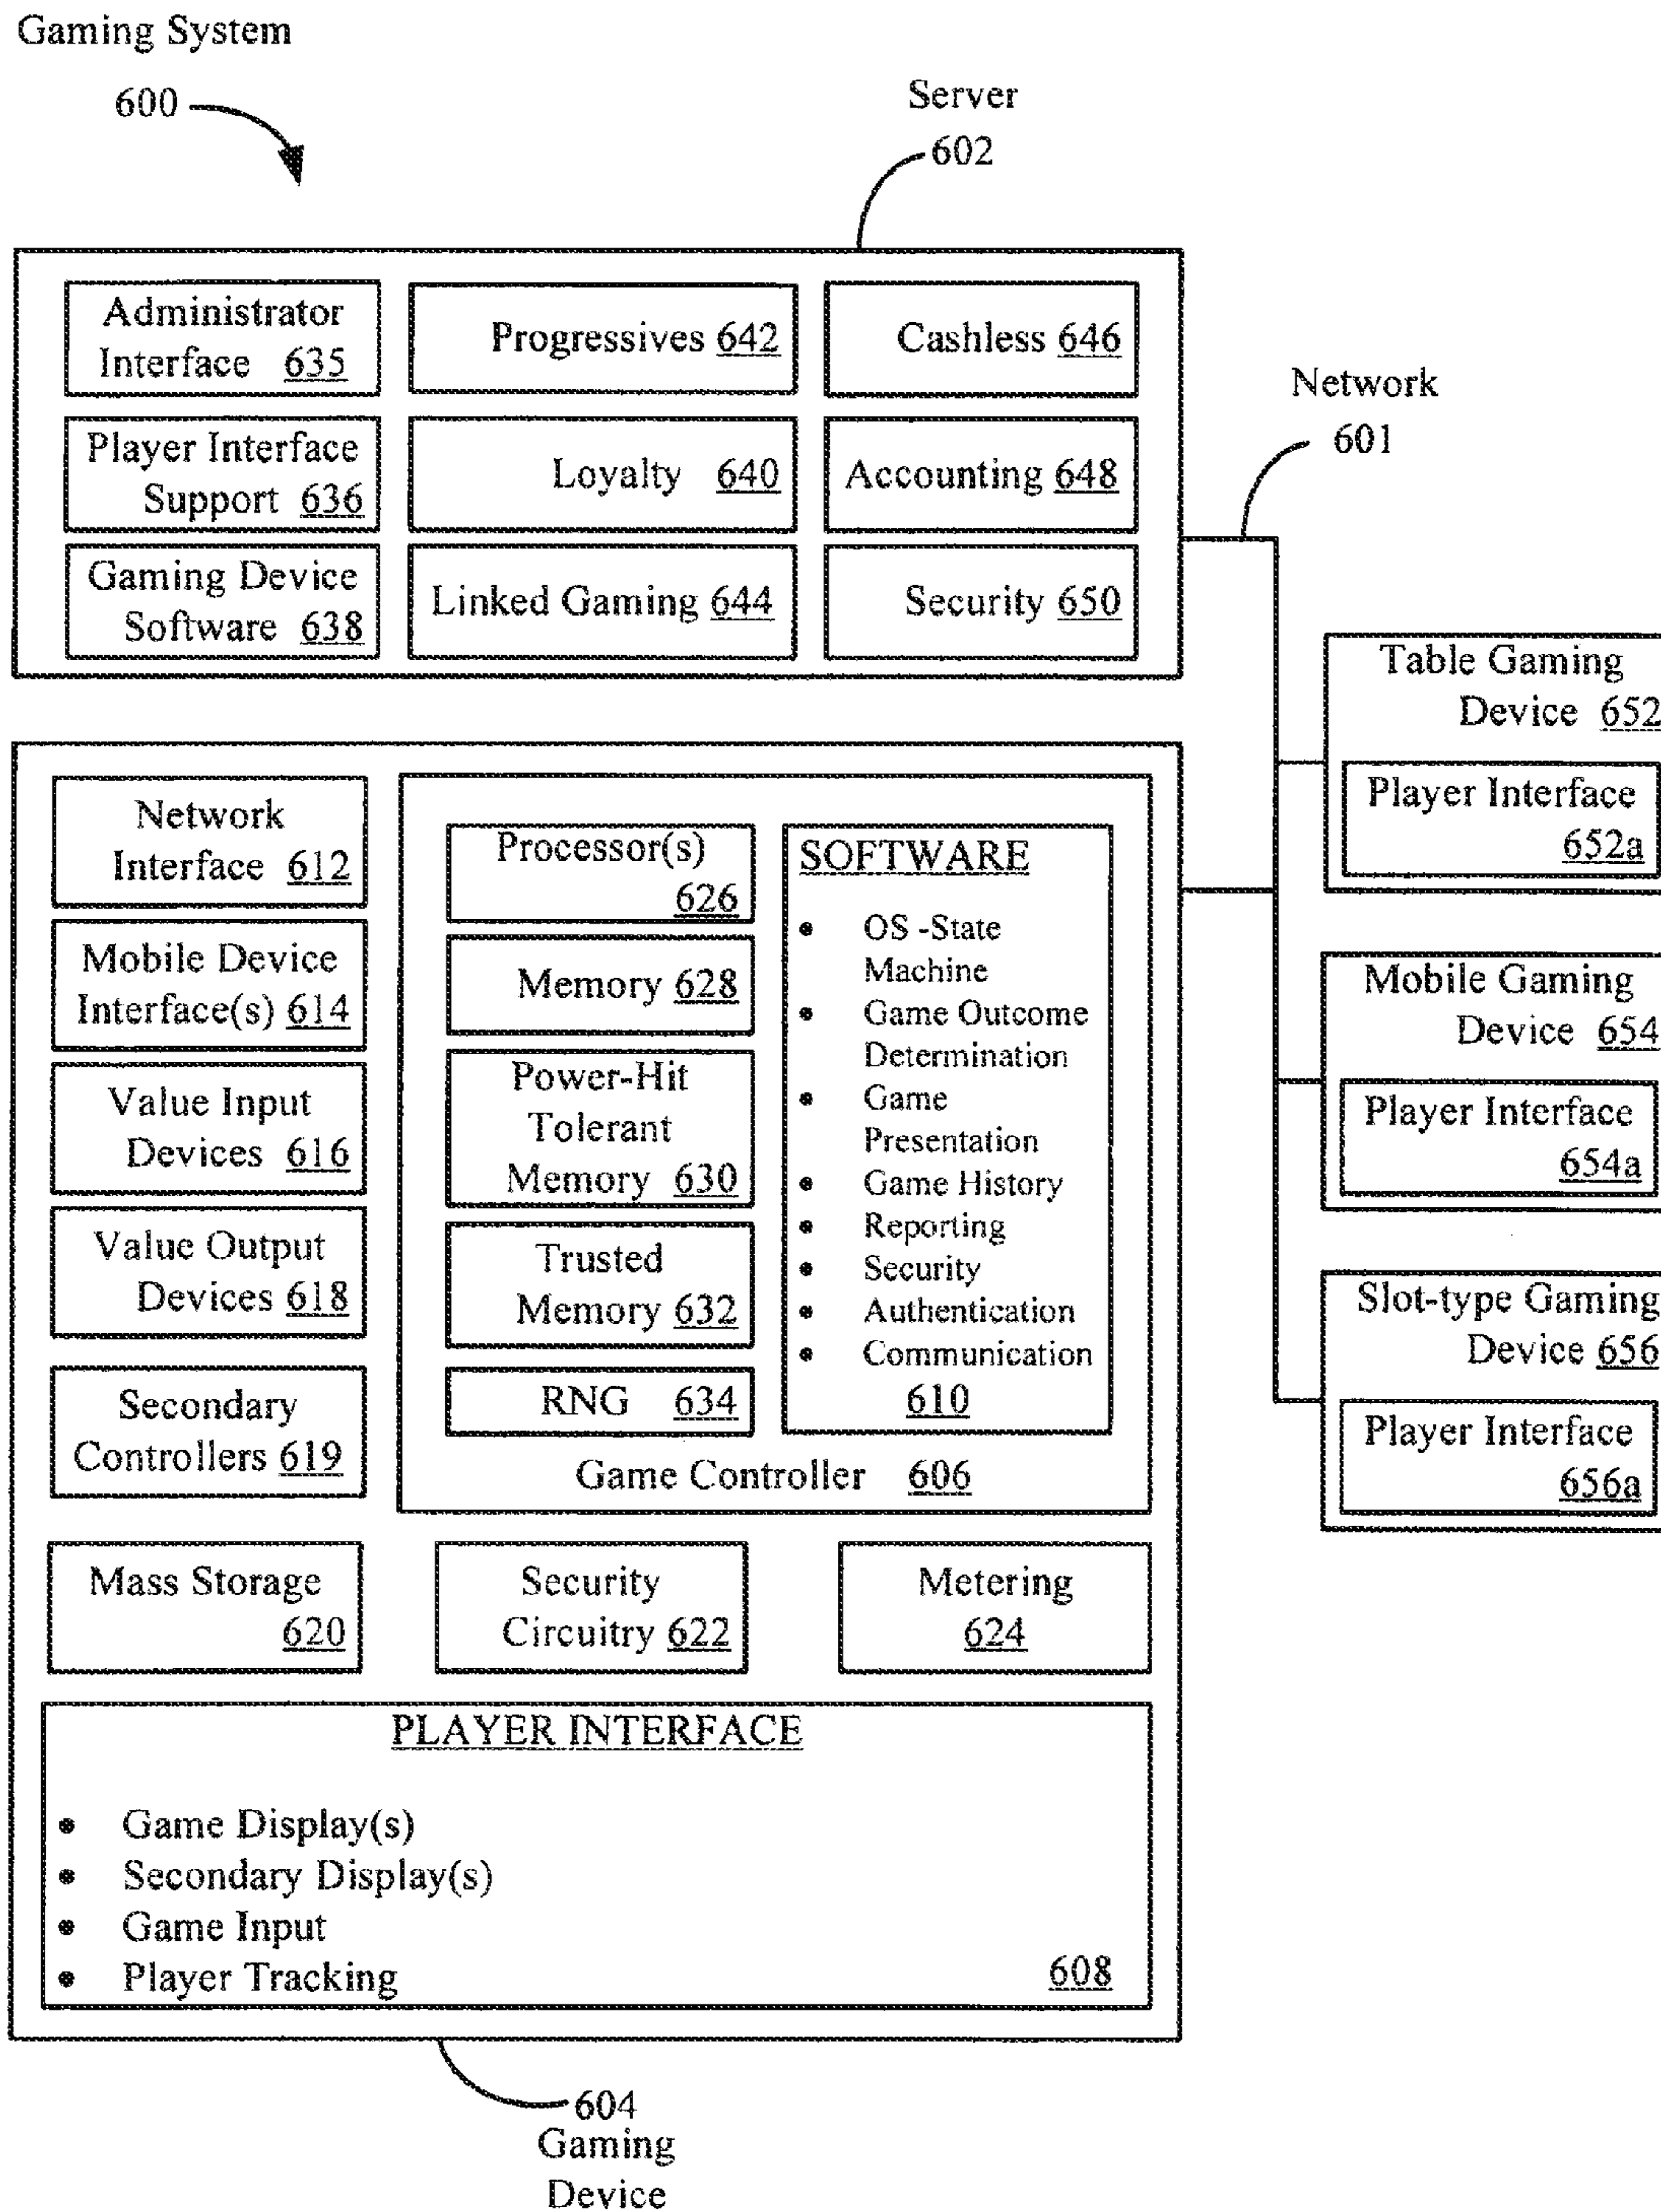 Gaming System
600
Server
602
Administrator
Interface 635
Progressives 642
Cashless 646
Player Interface
Support 636
Loyalty 640
Accounting 648
Gaming Device
Software 638
Linked Gaming 644
Security 650
Network
601
Table Gaming
Device 652
Player Interface
652a
Mobile Gaming
Device 654
Player Interface
654a
Slot-type Gaming
Device 656
Player Interface
656a
Network
Interface 612
Mobile Device
Interface(s) 614
Value Input
Devices 616
Value Output
Devices 618
Secondary
Controllers 619
Processor(s)
626
Memory 628
Power-Hit
Tolerant
Memory 630
Trusted
Memory 632
RNG 634
SOFTWARE
• OS -State
Machine
• Game Outcome
Determination
• Game
Presentation
• Game History
• Reporting
• Security
• Authentication
• Communication
610
Game Controller 606
Mass Storage
620
Security
Circuitry 622
Metering
624
PLAYER INTERFACE
• Game Display(s)
• Secondary Display(s)
• Game Input
• Player Tracking
608
604
Gaming
Device